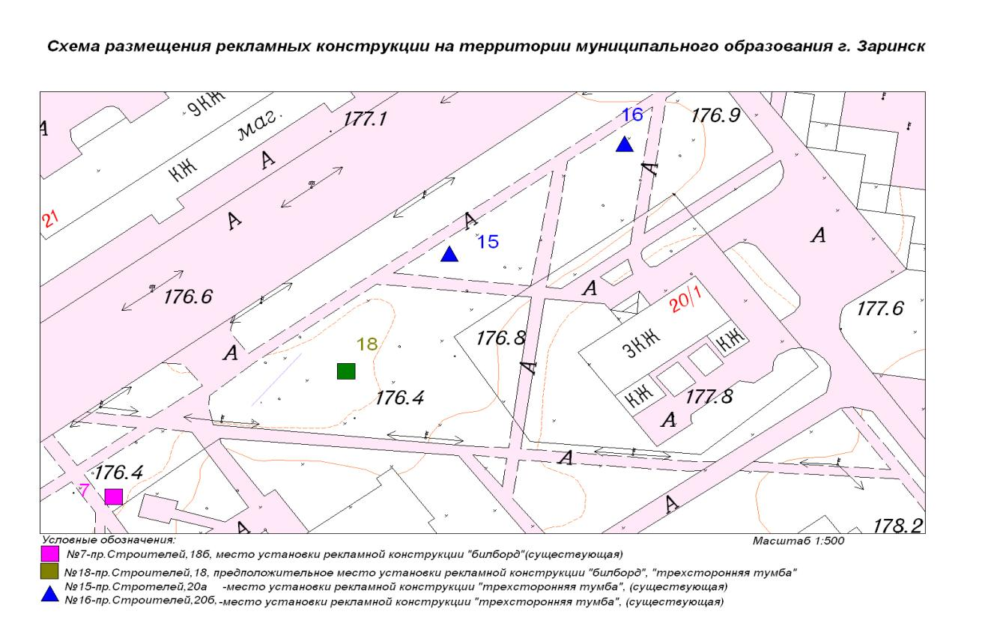 Схема размещения рекламных конструкции на территории муниципального образования г. Заринск
9КЖ
маг.
177.1
16
176.9
А
КЖ
А
А
21
А
А
15
А
176.6
А
20/1
177.6
18
А
176.8
3КЖ
КЖ
А
176.4
КЖ
177.8
А
А
176.4
7
А
А
178.2
Условные обозначения:
Масштаб 1:500
№7-пр.Строителей,18б, место установки рекламной конструкции "билборд"(существующая)
№18-пр.Строителей,18, предположительное место установки рекламной конструкции "билборд", "трехсторонняя тумба"
№15-пр.Стротелей,20а -место установки рекламной конструкции "трехсторонняя тумба", (существующая)
№16-пр.Строителей,20б,-место установки рекламной конструкции "трехсторонняя тумба", (существующая)